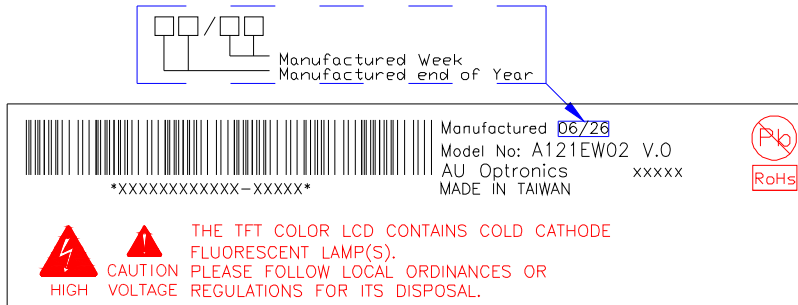 □□/□□
Manufactured Week
Manufactured end of Year
Manufactured 06/26
Model No: A121EW02 V.0
AU Optronics xxxxx
MADE IN TAIWAN
*XXXXXXXXXXXX-XXXXX*
Pb
RoHs
THE TFT COLOR LCD CONTAINS COLD CATHODE
FLUORESCENT LAMP(S).
CAUTION PLEASE FOLLOW LOCAL ORDINANCES OR
HIGH VOLTAGE REGULATIONS FOR ITS DISPOSAL.